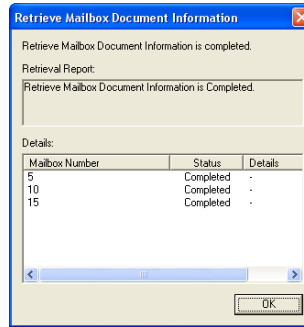 Retrieve Mailbox Document Information
Retrieve Mailbox Document Information is completed.
Retrieval Report:
Retrieve Mailbox Document Information is Completed.
Details:
Mailbox Number Status Details
5 Completed -
10 Completed -
15 Completed -
OK